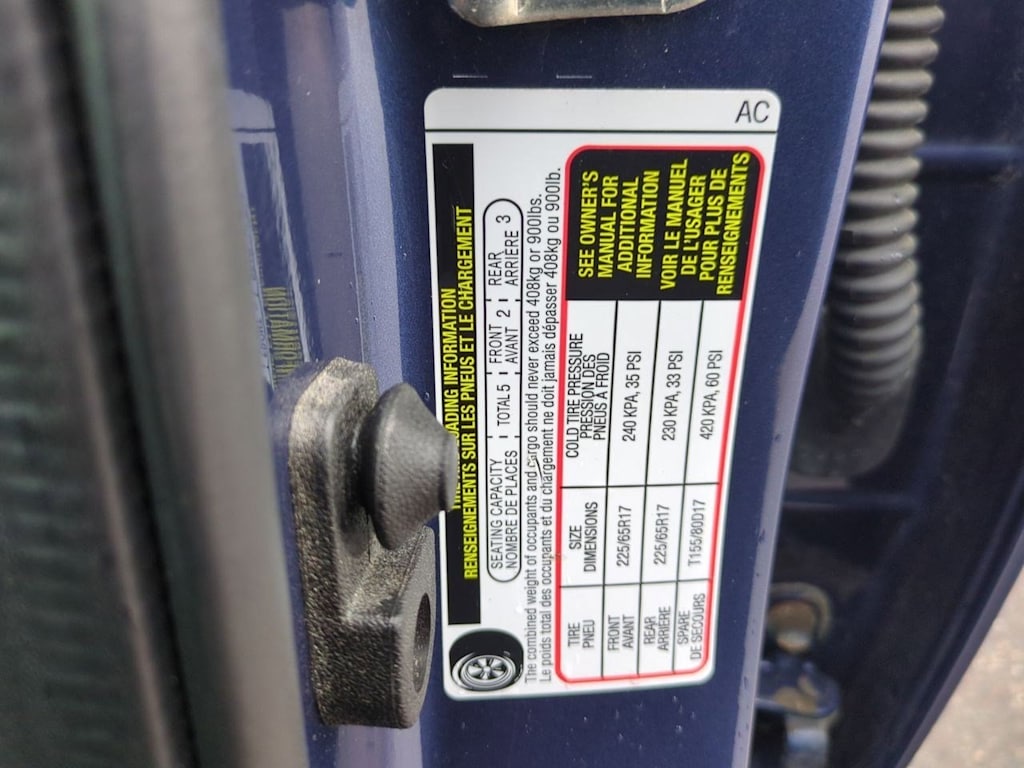 AC
LOADING INFORMATION
RENSEIGNEMENTS SUR LES PNEUS ET LE CHARGEMENT
SEATING CAPACITY
NOMBRE DE PLACES
TOTAL 5
FRONT
AVANT 2
REAR
ARRIÈRE 3
The combined weight of occupants and cargo should never exceed 408kg or 900lbs.
Le poids total des occupants et du chargement ne doit jamais dépasser 408kg ou 900lb.
TIRE
PNEU
SIZE
DIMENSIONS
COLD TIRE PRESSURE
PRESSION DES
PNEUS A FROID
FRONT
AVANT
225/65R17
240 KPA, 35 PSI
REAR
ARRIÈRE
225/65R17
230 KPA, 33 PSI
SPARE
DE SECOURS
T155/80D17
420 KPA, 60 PSI
SEE OWNER'S
MANUAL FOR
ADDITIONAL
INFORMATION
VOIR LE MANUEL
DE L'USAGER
POUR PLUS DE
RENSEIGNEMENTS